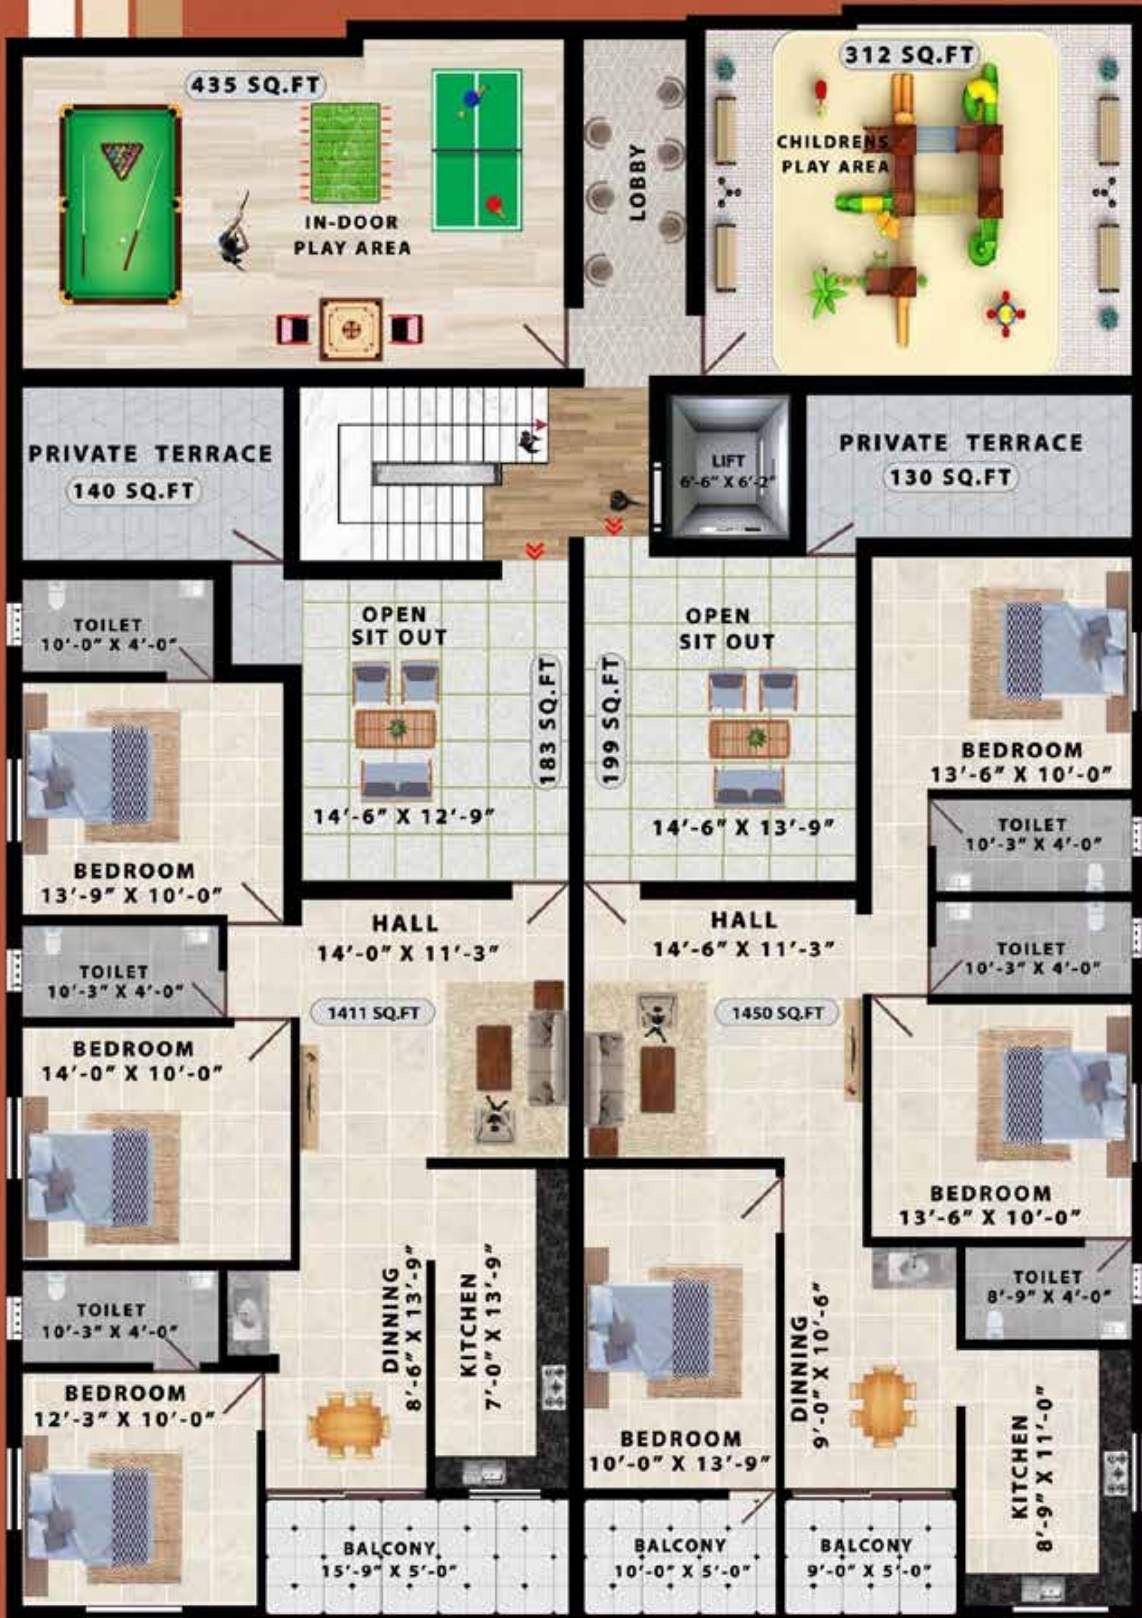 435 SQ.FT
IN-DOOR
PLAY AREA
LOBBY
312 SQ.FT
CHILDRENS
PLAY AREA
PRIVATE TERRACE
140 SQ.FT
LIFT
6'-6" X 6'-2"
PRIVATE TERRACE
130 SQ.FT
TOILET
10'-0" X 4'-0"
OPEN
SIT OUT
183 SQ.FT
14'-6" X 12'-9"
OPEN
SIT OUT
199 SQ.FT
14'-6" X 13'-9"
BEDROOM
13'-6" X 10'-0"
BEDROOM
13'-9" X 10'-0"
TOILET
10'-3" X 4'-0"
HALL
14'-0" X 11'-3"
1411 SQ.FT
HALL
14'-6" X 11'-3"
1450 SQ.FT
TOILET
10'-3" X 4'-0"
TOILET
10'-3" X 4'-0"
BEDROOM
14'-0" X 10'-0"
BEDROOM
13'-6" X 10'-0"
TOILET
10'-3" X 4'-0"
DINNING
8'-6" X 13'-9"
KITCHEN
7'-0" X 13'-9"
BEDROOM
10'-0" X 13'-9"
DINNING
9'-0" X 10'-6"
TOILET
8'-9" X 4'-0"
BEDROOM
12'-3" X 10'-0"
KITCHEN
8'-9" X 11'-0"
BALCONY
15'-9" X 5'-0"
BALCONY
10'-0" X 5'-0"
BALCONY
9'-0" X 5'-0"